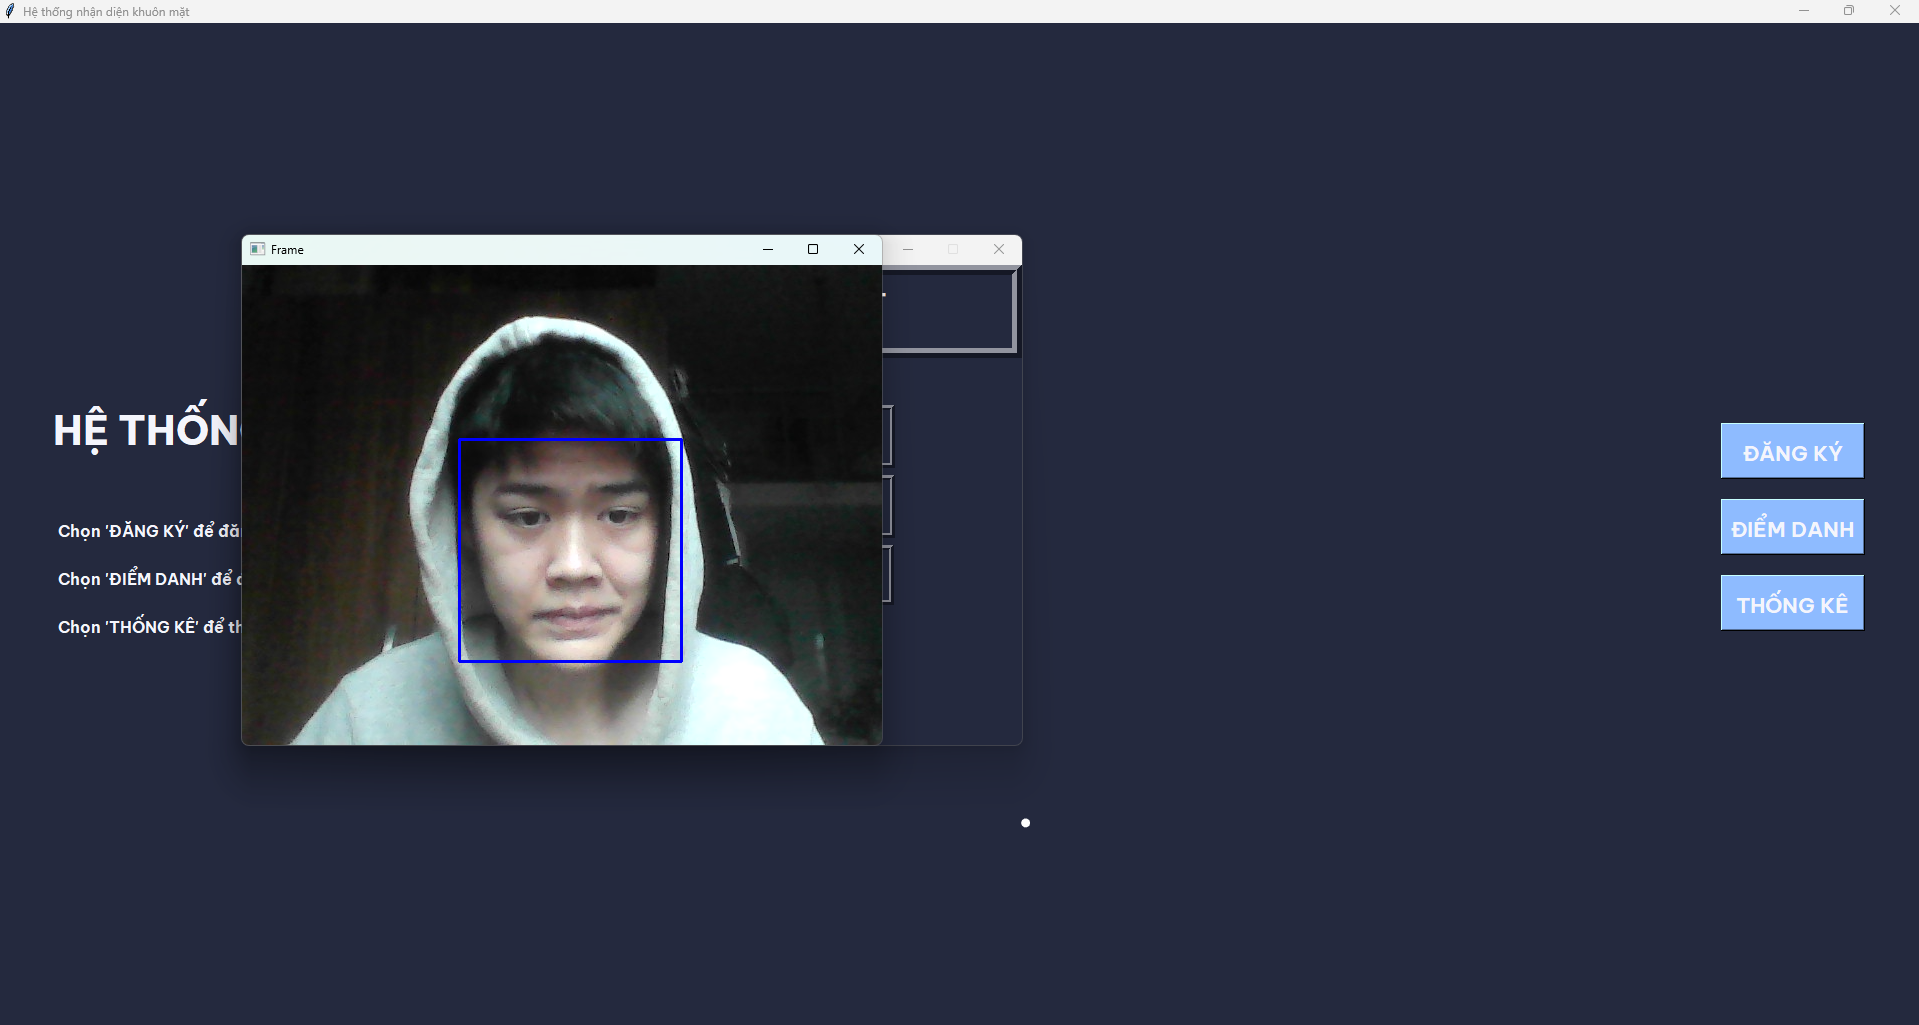 Hệ thống nhận diện khuôn mặt
Frame
HỆ THỐN
Chọn 'ĐĂNG KÝ' để đă
Chọn 'ĐIỂM DANH' để
Chọn 'THỐNG KÊ' để th
ĐĂNG KÝ
ĐIỂM DANH
THỐNG KÊ